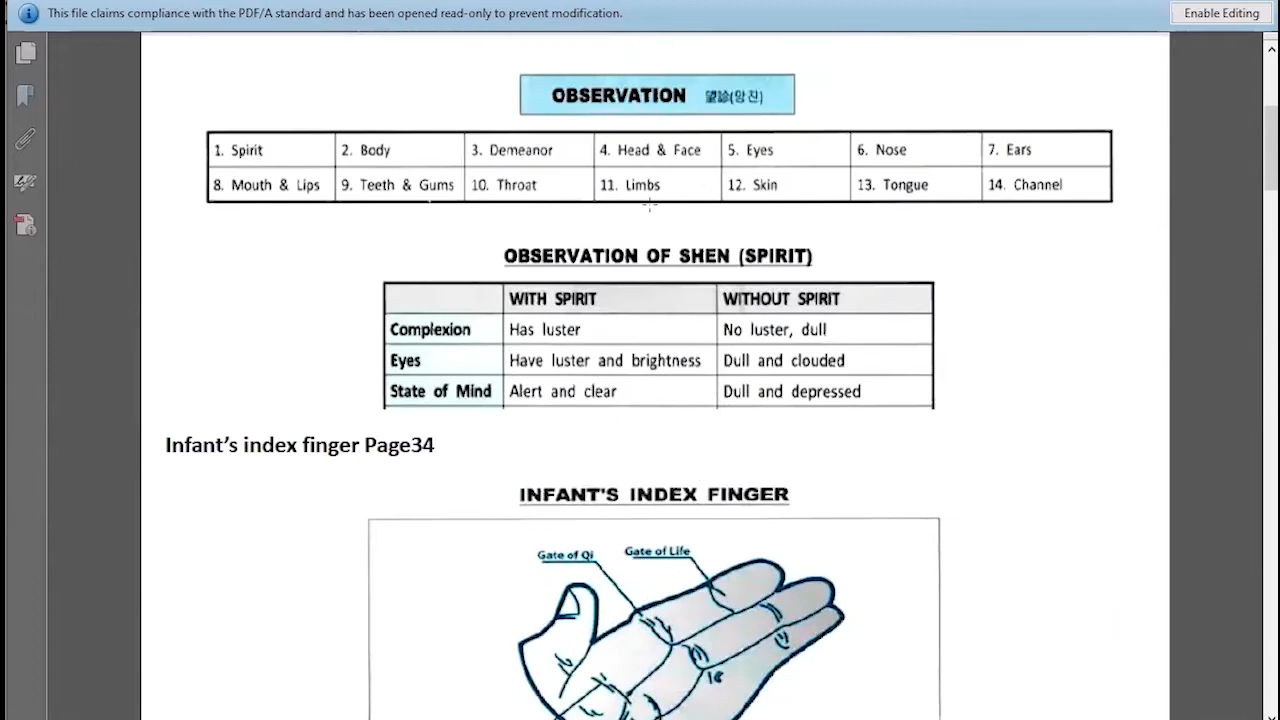 This file claims compliance with the PDF/A standard and has been opened read-only to prevent modification.
Enable Editing
OBSERVATION 望診(망진)
1. Spirit 2. Body 3. Demeanor 4. Head & Face 5. Eyes 6. Nose 7. Ears
8. Mouth & Lips 9. Teeth & Gums 10. Throat 11. Limbs 12. Skin 13. Tongue 14. Channel
OBSERVATION OF SHEN (SPIRIT)
WITH SPIRIT WITHOUT SPIRIT
Complexion Has luster No luster, dull
Eyes Have luster and brightness Dull and clouded
State of Mind Alert and clear Dull and depressed
Infant's index finger Page34
INFANT'S INDEX FINGER
Gate of Qi Gate of Life